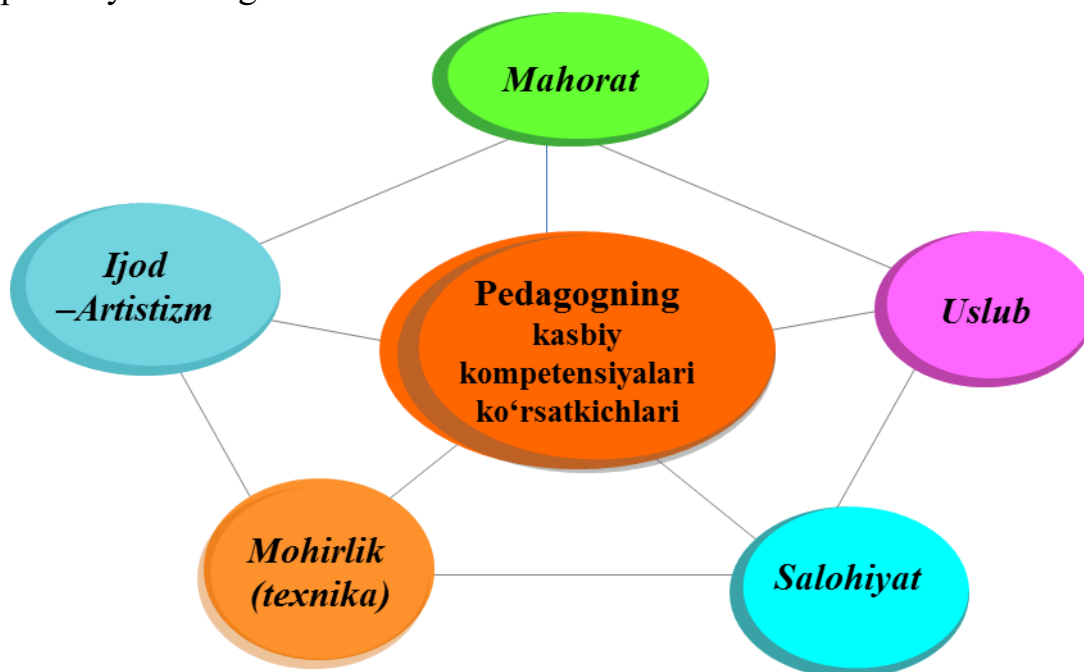 Mahorat
Ijod
–Artistizm
Pedagogning
kasbiy
kompetensiyalari
ko‘rsatkichlari
Uslub
Mohirlik
(texnika)
Salohiyat